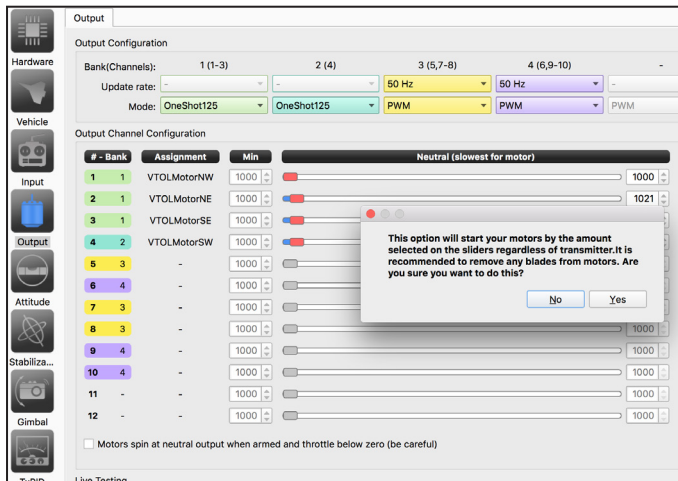 Output
Output Configuration
Hardware
Bank(Channels): 1 (1-3) 2 (4) 3 (5,7-8) 4 (6,9-10) -
Update rate: - - 50 Hz 50 Hz -
Mode: OneShot125 OneShot125 PWM PWM PWM
Vehicle
Output Channel Configuration
# - Bank Assignment Min Neutral (slowest for motor)
1 1 VTOLMotorNW 1000 1000
Input
2 1 VTOLMotorNE 1000 1021
3 1 VTOLMotorSE 1000
4 2 VTOLMotorSW 1000
Output
This option will start your motors by the amount
selected on the sliders regardless of transmitter.It is
recommended to remove any blades from motors. Are
you sure you want to do this?
No Yes
5 3 - 1000
6 4 - 1000
Attitude
7 3 - 1000
8 3 - 1000 1000
9 4 - 1000 1000
Stabiliza...
10 4 - 1000 1000
11 - - 1000 1000
12 - - 1000 1000
Gimbal
Motors spin at neutral output when armed and throttle below zero (be careful)
Live Testing
TxPID